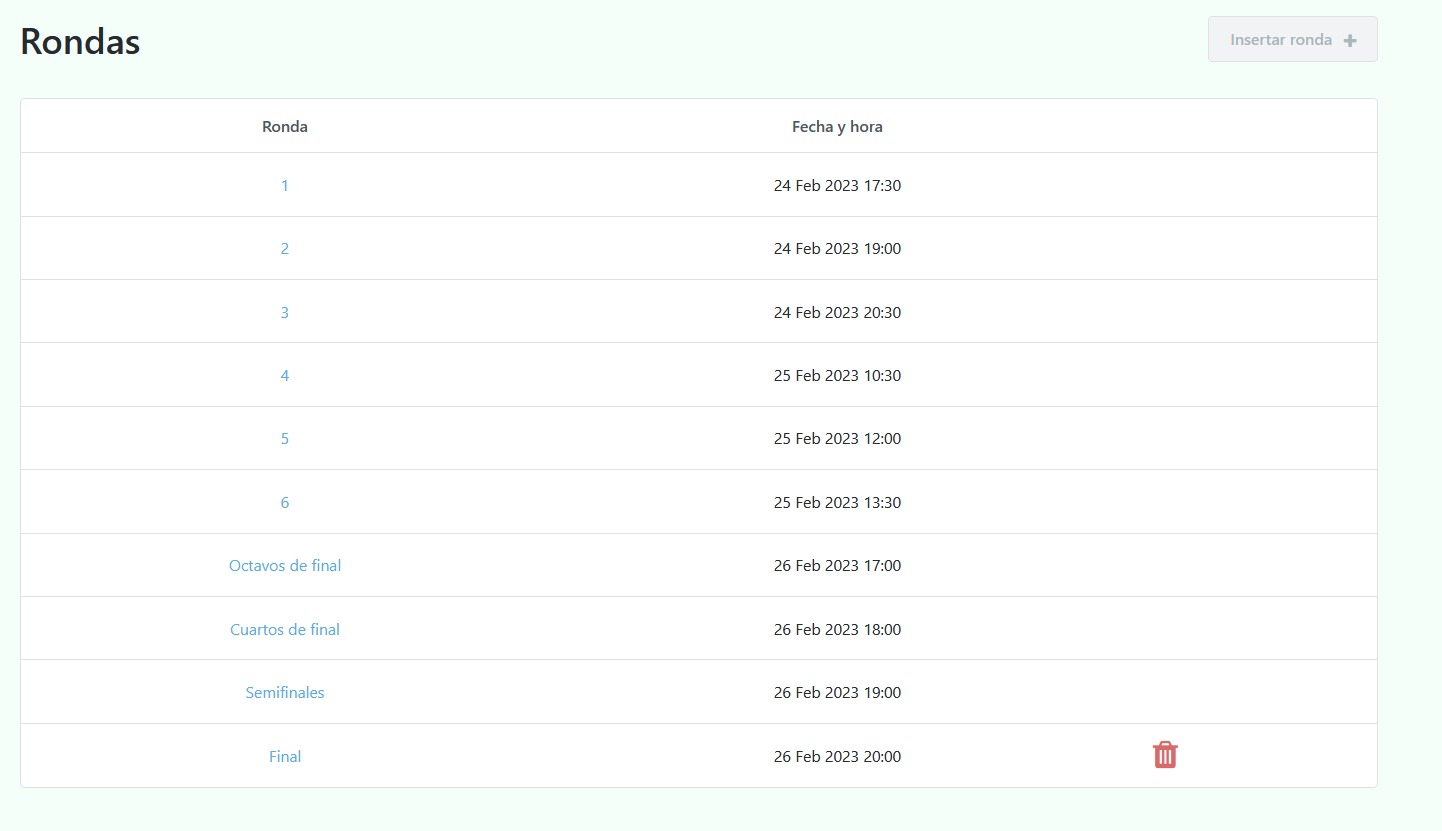 Rondas
Insertar ronda
Ronda Fecha y hora
1 24 Feb 2023 17:30
2 24 Feb 2023 19:00
3 24 Feb 2023 20:30
4 25 Feb 2023 10:30
5 25 Feb 2023 12:00
6 25 Feb 2023 13:30
Octavos de final 26 Feb 2023 17:00
Cuartos de final 26 Feb 2023 18:00
Semifinales 26 Feb 2023 19:00
Final 26 Feb 2023 20:00